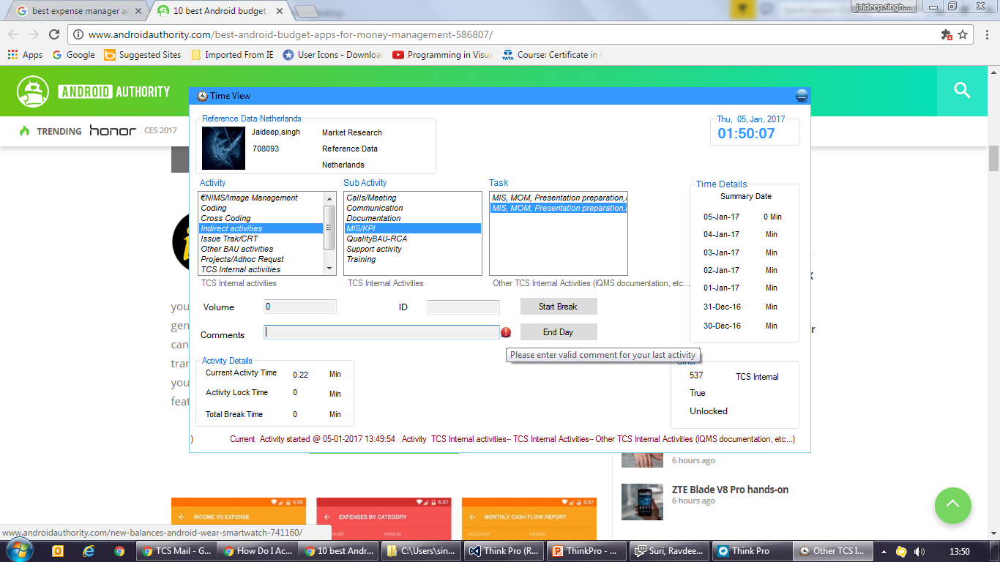 best expense manager a
10 best Android budget
jaideep.singh....
www.androidauthority.com/best-android-budget-apps-for-money-management-586807/
Apps Google Suggested Sites Imported From IE User Icons - Downloa Programming in Visua TATA Course: Certificate in
ANDROID AUTHORITY
TRENDING honor CES 2017
Time View
Reference Data-Netherlands
Jaideep,singh Market Research
708093 Reference Data
Netherlands
Thu, 05, Jan, 2017
01:50:07
Activity
€NIMS/Image Management
Coding
Cross Coding
Indirect activities
Issue Trak/CRT
Other BAU activities
Projects/Adhoc Requst
TCS Internal activities
TCS Internal activities
Sub Activity
Calls/Meeting
Communication
Documentation
MIS/KPI
QualityBAU-RCA
Support activity
Training
TCS Internal Activities
Task
MIS, MOM, Presentation preparation,
MIS, MOM, Presentation preparation,
Other TCS Internal Activities (IQMS documentation, etc...
Time Details
Summary Date
05-Jan-17 0 Min
04-Jan-17 Min
03-Jan-17 Min
02-Jan-17 Min
01-Jan-17 Min
31-Dec-16 Min
30-Dec-16 Min
Volume 0 ID Start Break
Comments End Day
Please enter valid comment for your last activity
Activity Details
Current Activty Time 0.22 Min
Activty Lock Time 0 Min
Total Break Time 0 Min
Other
537 TCS Internal
True
Unlocked
) Current Activity started @ 05-01-2017 13:49:54 Activity TCS Internal activities-- TCS Internal Activities-- Other TCS Internal Activities (IQMS documentation, etc...)
you
gen
can
tran
you
feat
6 hours ago
ZTE Blade V8 Pro hands-on
6 hours ago
5:35
INCOME VS EXPENSE
5:37
EXPENSES BY CATEGORY
ACCOUNT PERIOD
5:37
MONTHLY CASH FLOW REPORT
ACCOUNT PERIOD
www.androidauthority.com/new-balances-android-wear-smartwatch-741160/
TCS Mail - G... How Do I Ac... 10 best Andr... C:\Users\sin... Think Pro (R... ThinkPro - ... Suri, Ravdee... Think Pro Other TCS I... 13:50